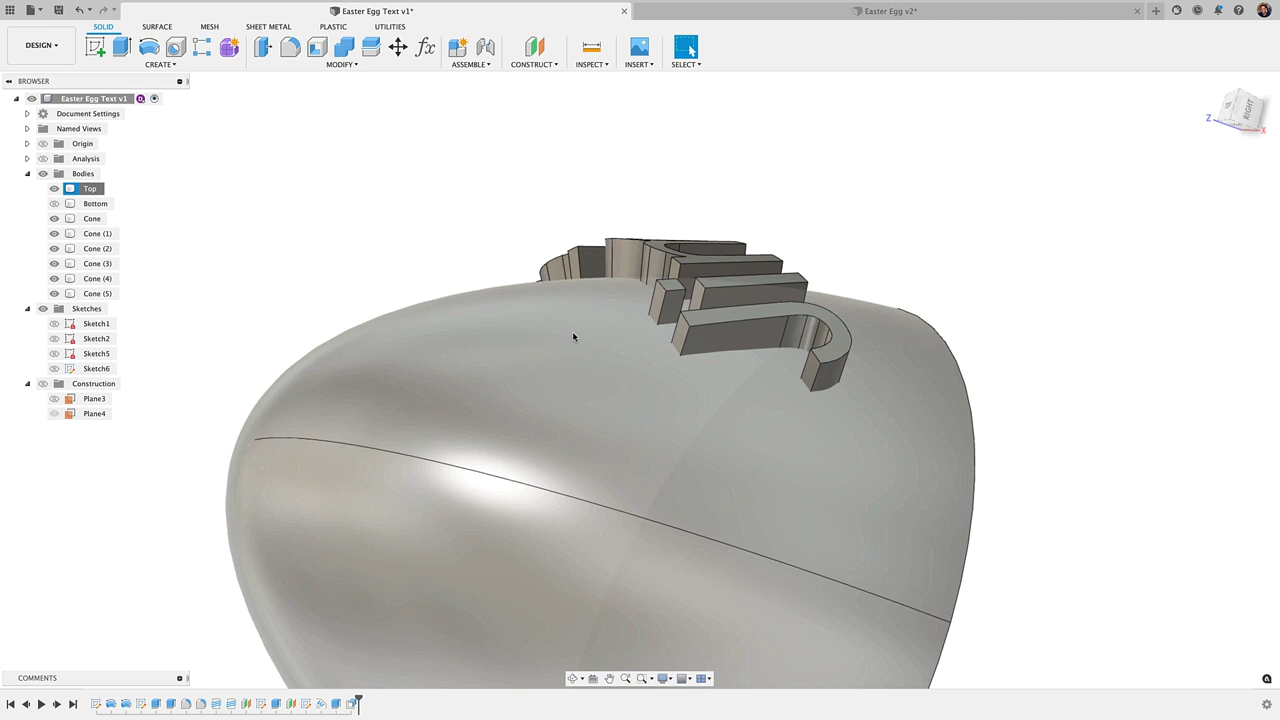 Easter Egg Text v1*
Easter Egg v2*
DESIGN
SOLID
SURFACE
MESH
SHEET METAL
PLASTIC
UTILITIES
CREATE
MODIFY
ASSEMBLE
CONSTRUCT
INSPECT
INSERT
SELECT
BROWSER
Easter Egg Text v1
Document Settings
Named Views
Origin
Analysis
Bodies
Top
Bottom
Cone
Cone (1)
Cone (2)
Cone (3)
Cone (4)
Cone (5)
Sketches
Sketch1
Sketch2
Sketch5
Sketch6
Construction
Plane3
Plane4
RIGHT
Z
X
COMMENTS